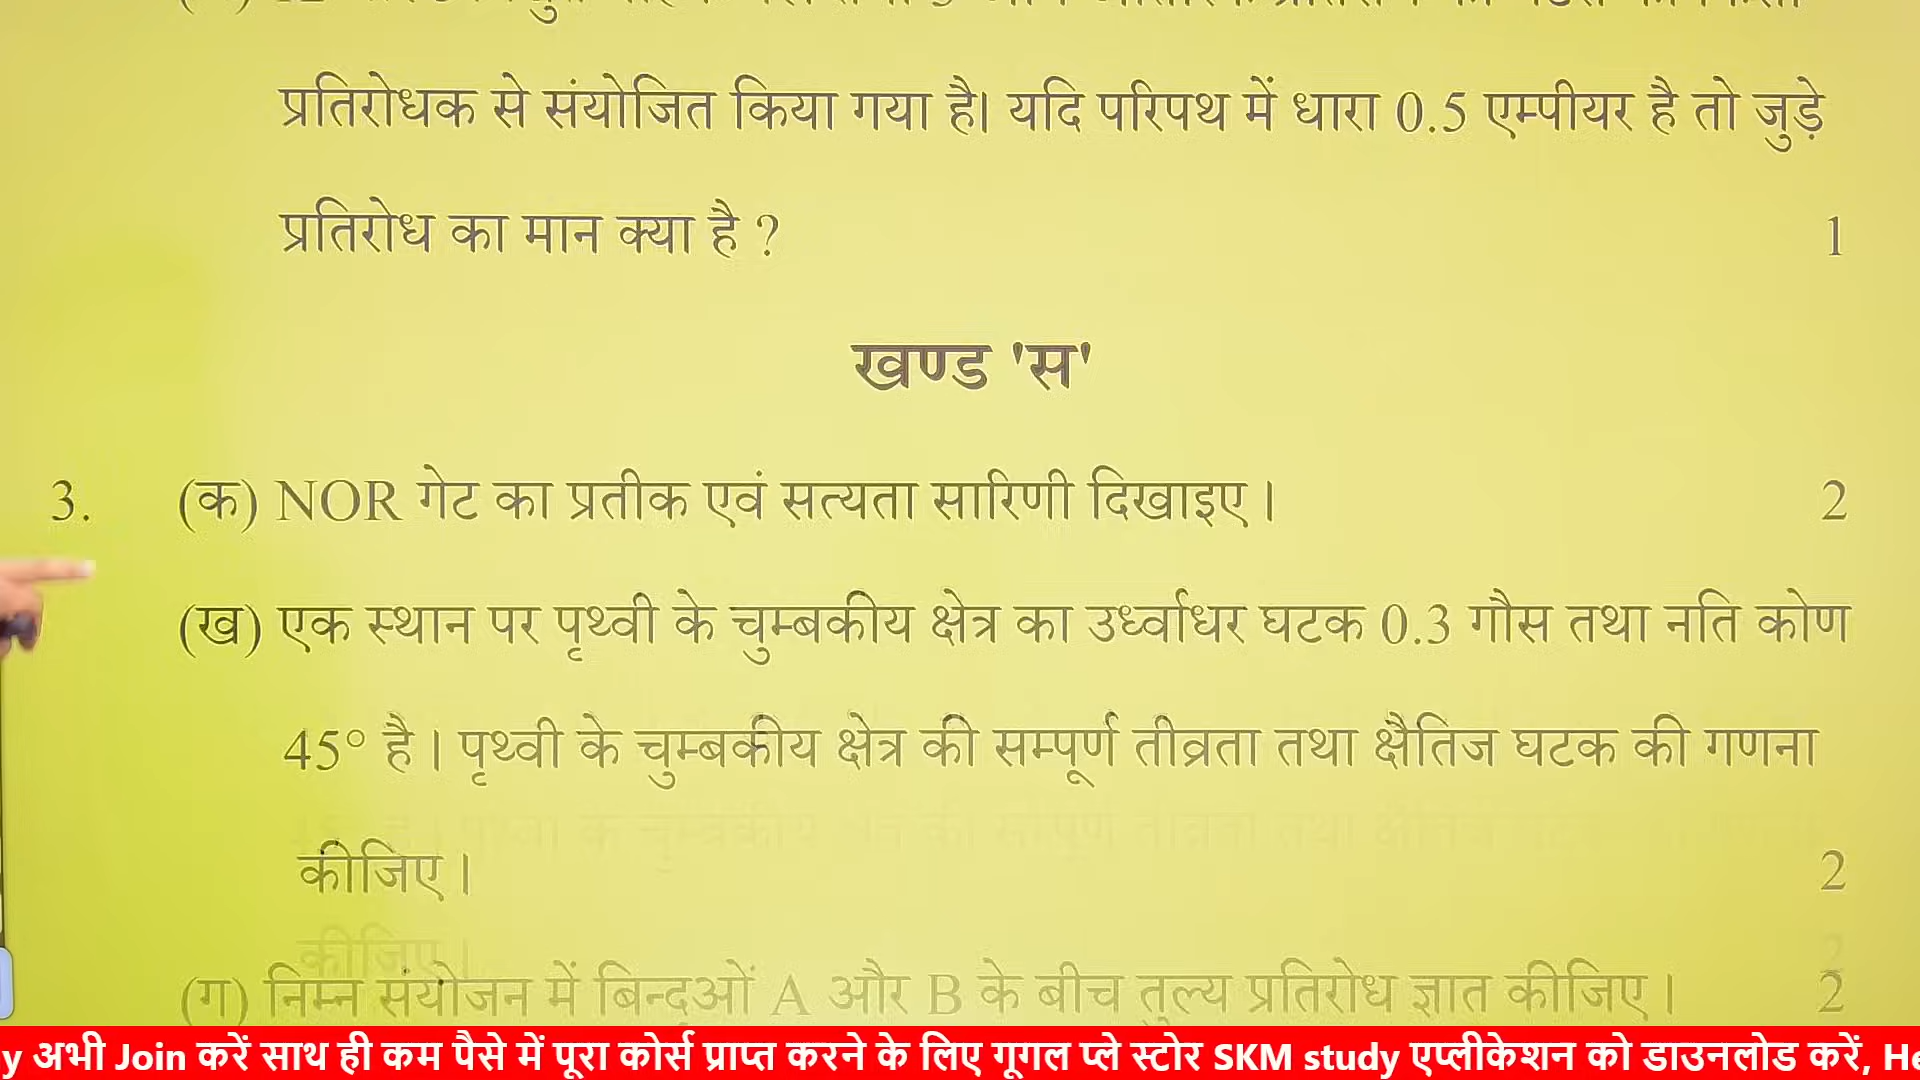 प्रतिरोधक से संयोजित किया गया है। यदि परिपथ में धारा 0.5 एम्पीयर है तो जुड़े
प्रतिरोध का मान क्या है ? 1
खण्ड 'स'
3. (क) NOR गेट का प्रतीक एवं सत्यता सारिणी दिखाइए। 2
(ख) एक स्थान पर पृथ्वी के चुम्बकीय क्षेत्र का उर्ध्वाधर घटक 0.3 गौस तथा नति कोण
45° है। पृथ्वी के चुम्बकीय क्षेत्र की सम्पूर्ण तीव्रता तथा क्षैतिज घटक की गणना
कीजिए। 2
(ग) निम्न संयोजन में बिन्दुओं A और B के बीच तुल्य प्रतिरोध ज्ञात कीजिए। 2
y अभी Join करें साथ ही कम पैसे में पूरा कोर्स प्राप्त करने के लिए गूगल प्ले स्टोर SKM study एप्लीकेशन को डाउनलोड करें, He